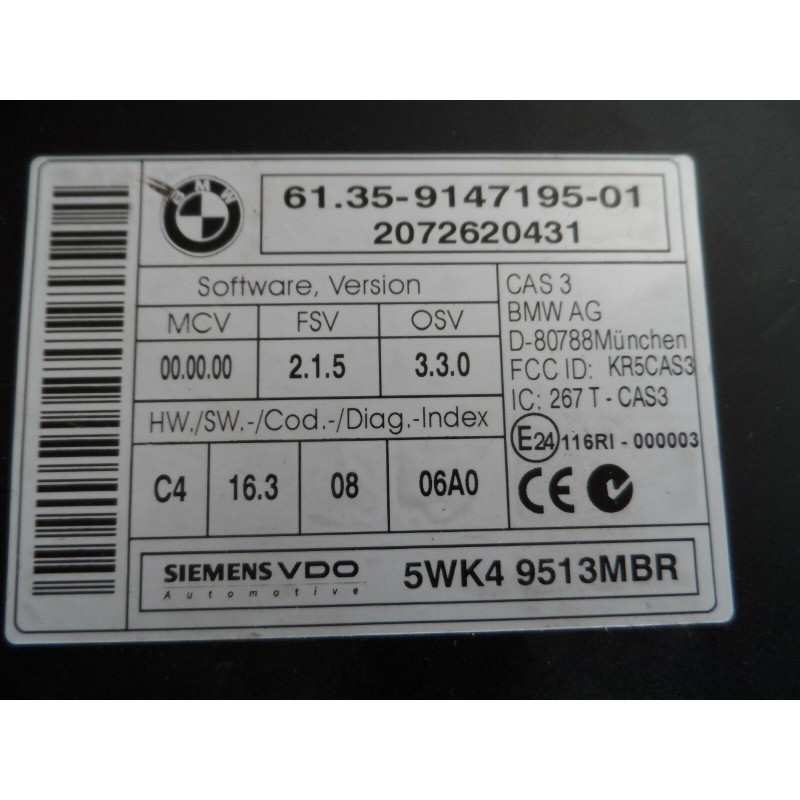 BMW
61.35-9147195-01
2072620431
Software, Version
MCV FSV OSV
00.00.00 2.1.5 3.3.0
HW./SW.-/Cod.-/Diag.-Index
C4 16.3 08 06A0
CAS 3
BMW AG
D-80788München
FCC ID: KR5CAS3
IC: 267 T - CAS3
E24 116RI - 000003
CE
SIEMENS VDO
Automotive
5WK4 9513MBR